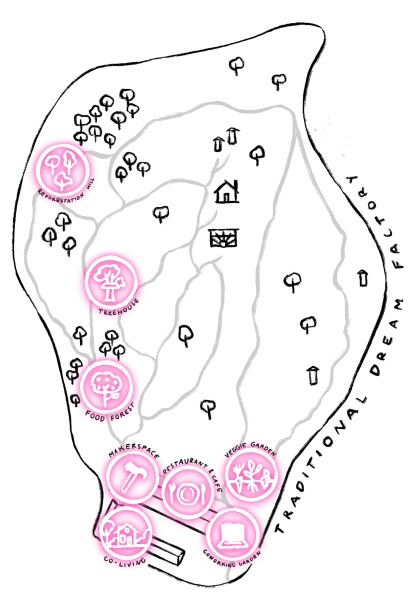 REFORESTATION HILL
TREEHOUSE
FOOD FOREST
MAKERSPACE
RESTAURANT & CAFE
VEGGIE GARDEN
CO-LIVING
COWORKING GARDEN
TRADITIONAL DREAM FACTORY